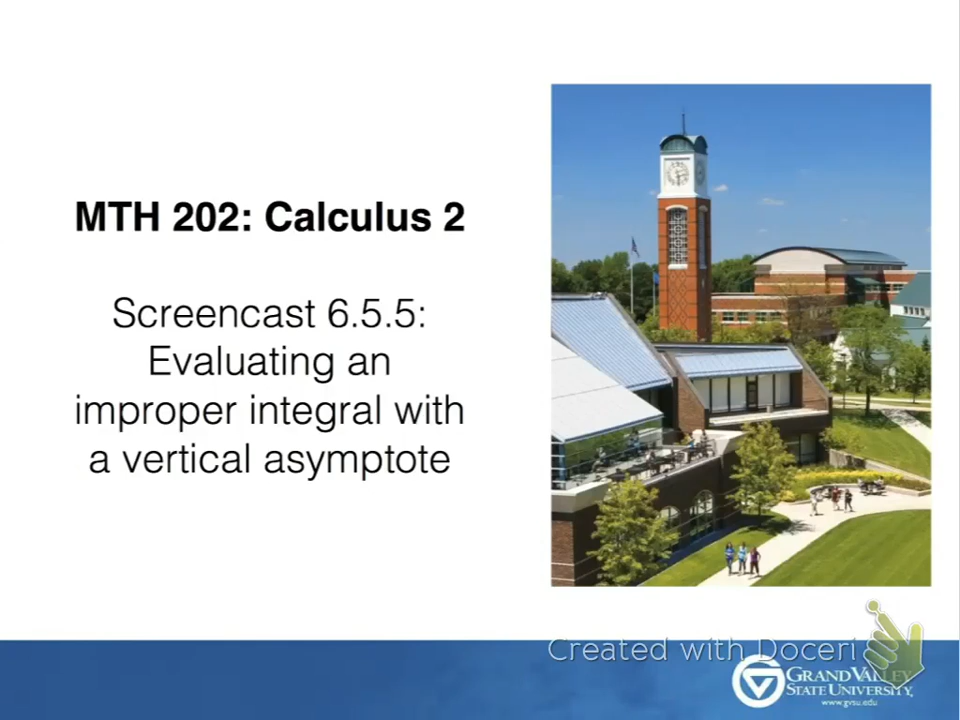 MTH 202: Calculus 2
Screencast 6.5.5:
Evaluating an
improper integral with
a vertical asymptote
Created with Doceri
GRAND VALLEY
STATE UNIVERSITY.
www.gvsu.edu